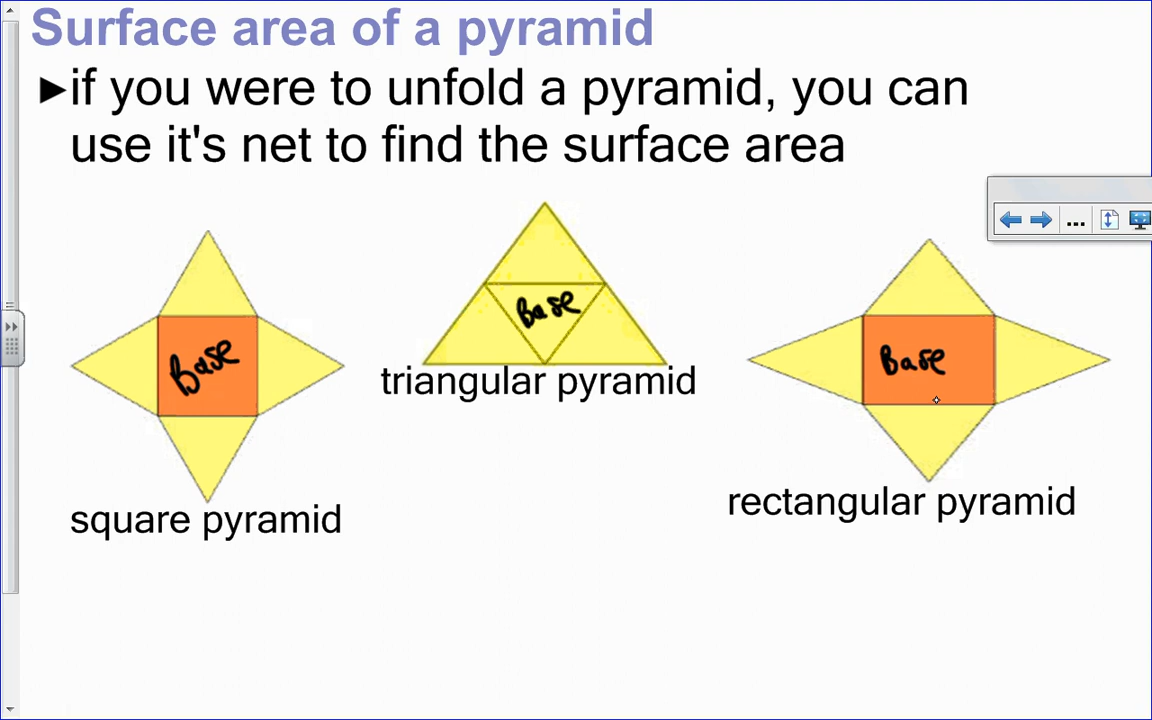 Surface area of a pyramid
►if you were to unfold a pyramid, you can
use it's net to find the surface area
Base
Base
Base
triangular pyramid
square pyramid
rectangular pyramid
...